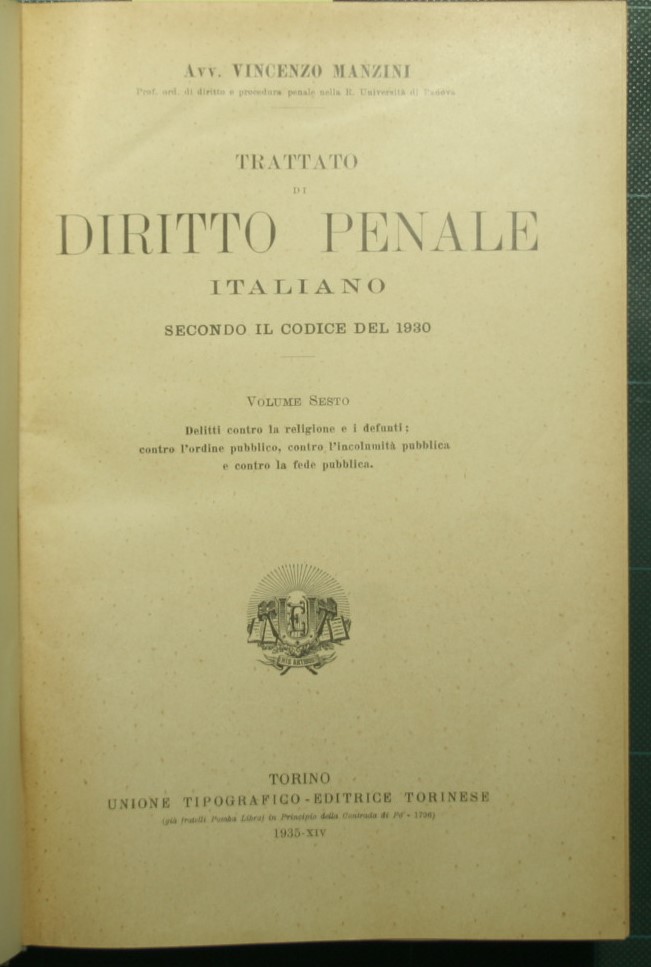 Avv. VINCENZO MANZINI
Prof. ord. di diritto e procedura penale nella R. Università di Padova
TRATTATO
DI
DIRITTO PENALE
ITALIANO
SECONDO IL CODICE DEL 1930
VOLUME SESTO
Delitti contro la religione e i defunti;
contro l'ordine pubblico, contro l'incolumità pubblica
e contro la fede pubblica.
TORINO
UNIONE TIPOGRAFICO-EDITRICE TORINESE
(già fratelli Pomba Librai in Principio della Contrada di Po' - 1796)
1935-XIV